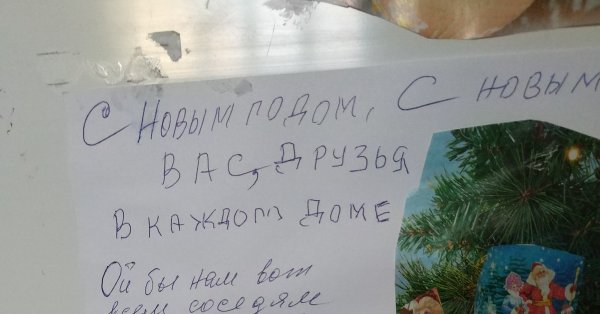 С НОВЫМ ГОДОМ, С НОВЫМ
ВАС, ДРУЗЬЯ
В КАЖДОМ ДОМЕ
Ой бы нам вот
всем соседям